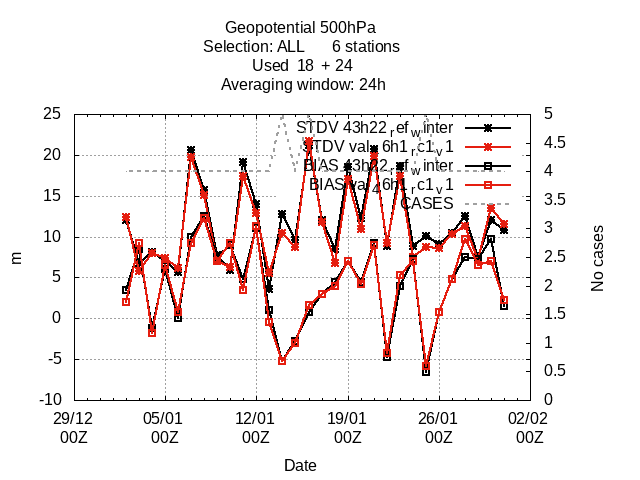 Geopotential 500hPa
Selection: ALL 6 stations
Used 18 + 24
Averaging window: 24h
STDV 43h22_ref_winter
STDV val_46h1_rc1_v1
BIAS 43h22_ref_winter
BIAS val_46h1_rc1_v1
CASES
25
20
15
10
5
0
-5
-10
m
5
4.5
4
3.5
3
2.5
2
1.5
1
0.5
0
No cases
29/12 05/01 12/01 19/01 26/01 02/02
00Z 00Z 00Z 00Z 00Z 00Z
Date